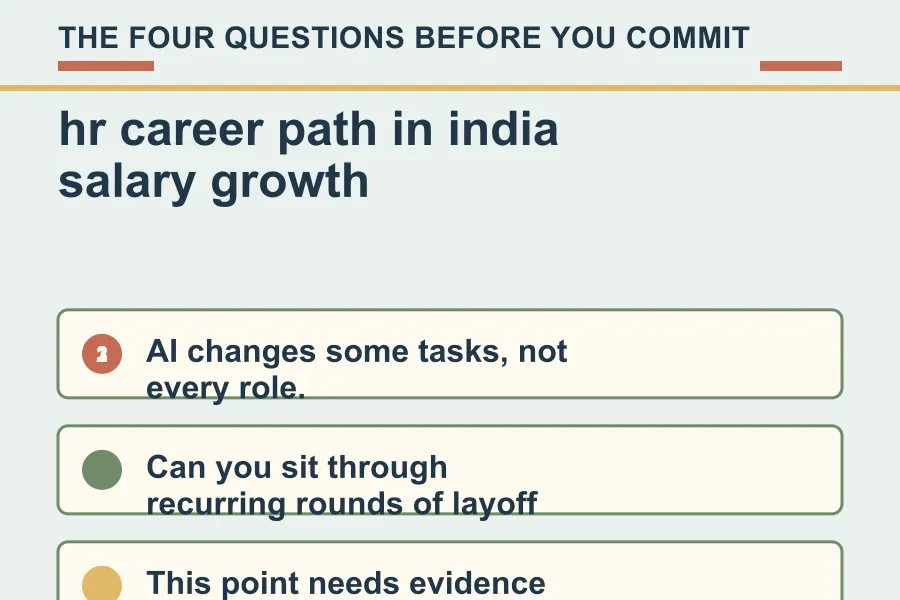 THE FOUR QUESTIONS BEFORE YOU COMMIT
hr career path in india
salary growth
AI changes some tasks, not
every role.
Can you sit through
recurring rounds of layoff
This point needs evidence